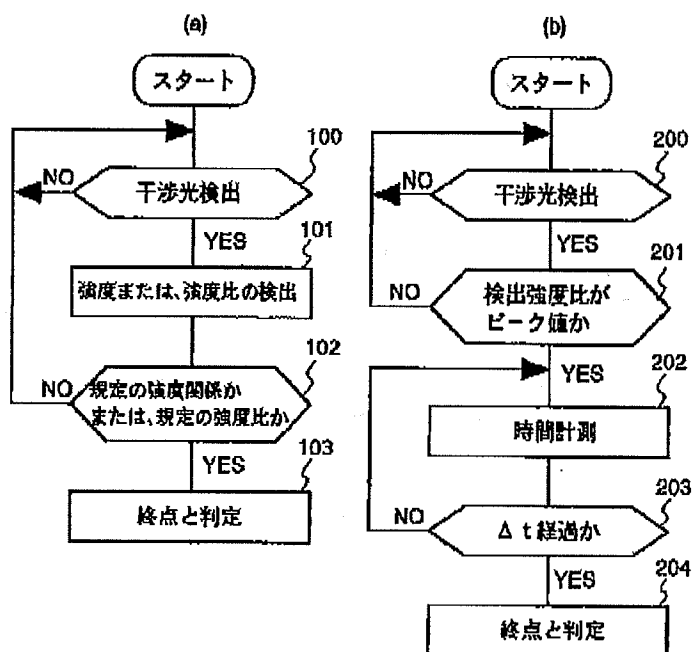 (a)
スタート
100
NO
干渉光検出
YES
101
強度または、強度比の検出
102
NO
規定の強度関係か
または、規定の強度比か
YES
103
終点と判定
(b)
スタート
200
NO
干渉光検出
YES
201
NO
検出強度比が
ピーク値か
YES
202
時間計測
203
NO
Δt経過か
YES
204
終点と判定